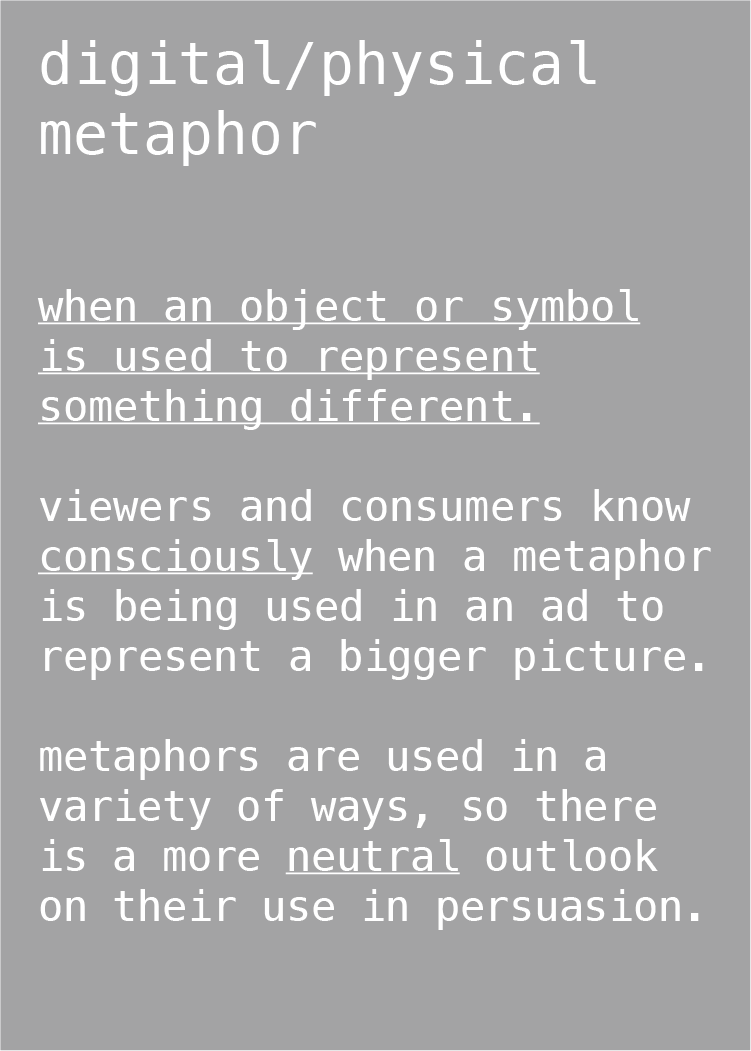 digital/physical
metaphor
when an object or symbol
is used to represent
something different.
viewers and consumers know
consciously when a metaphor
is being used in an ad to
represent a bigger picture.
metaphors are used in a
variety of ways, so there
is a more neutral outlook
on their use in persuasion.